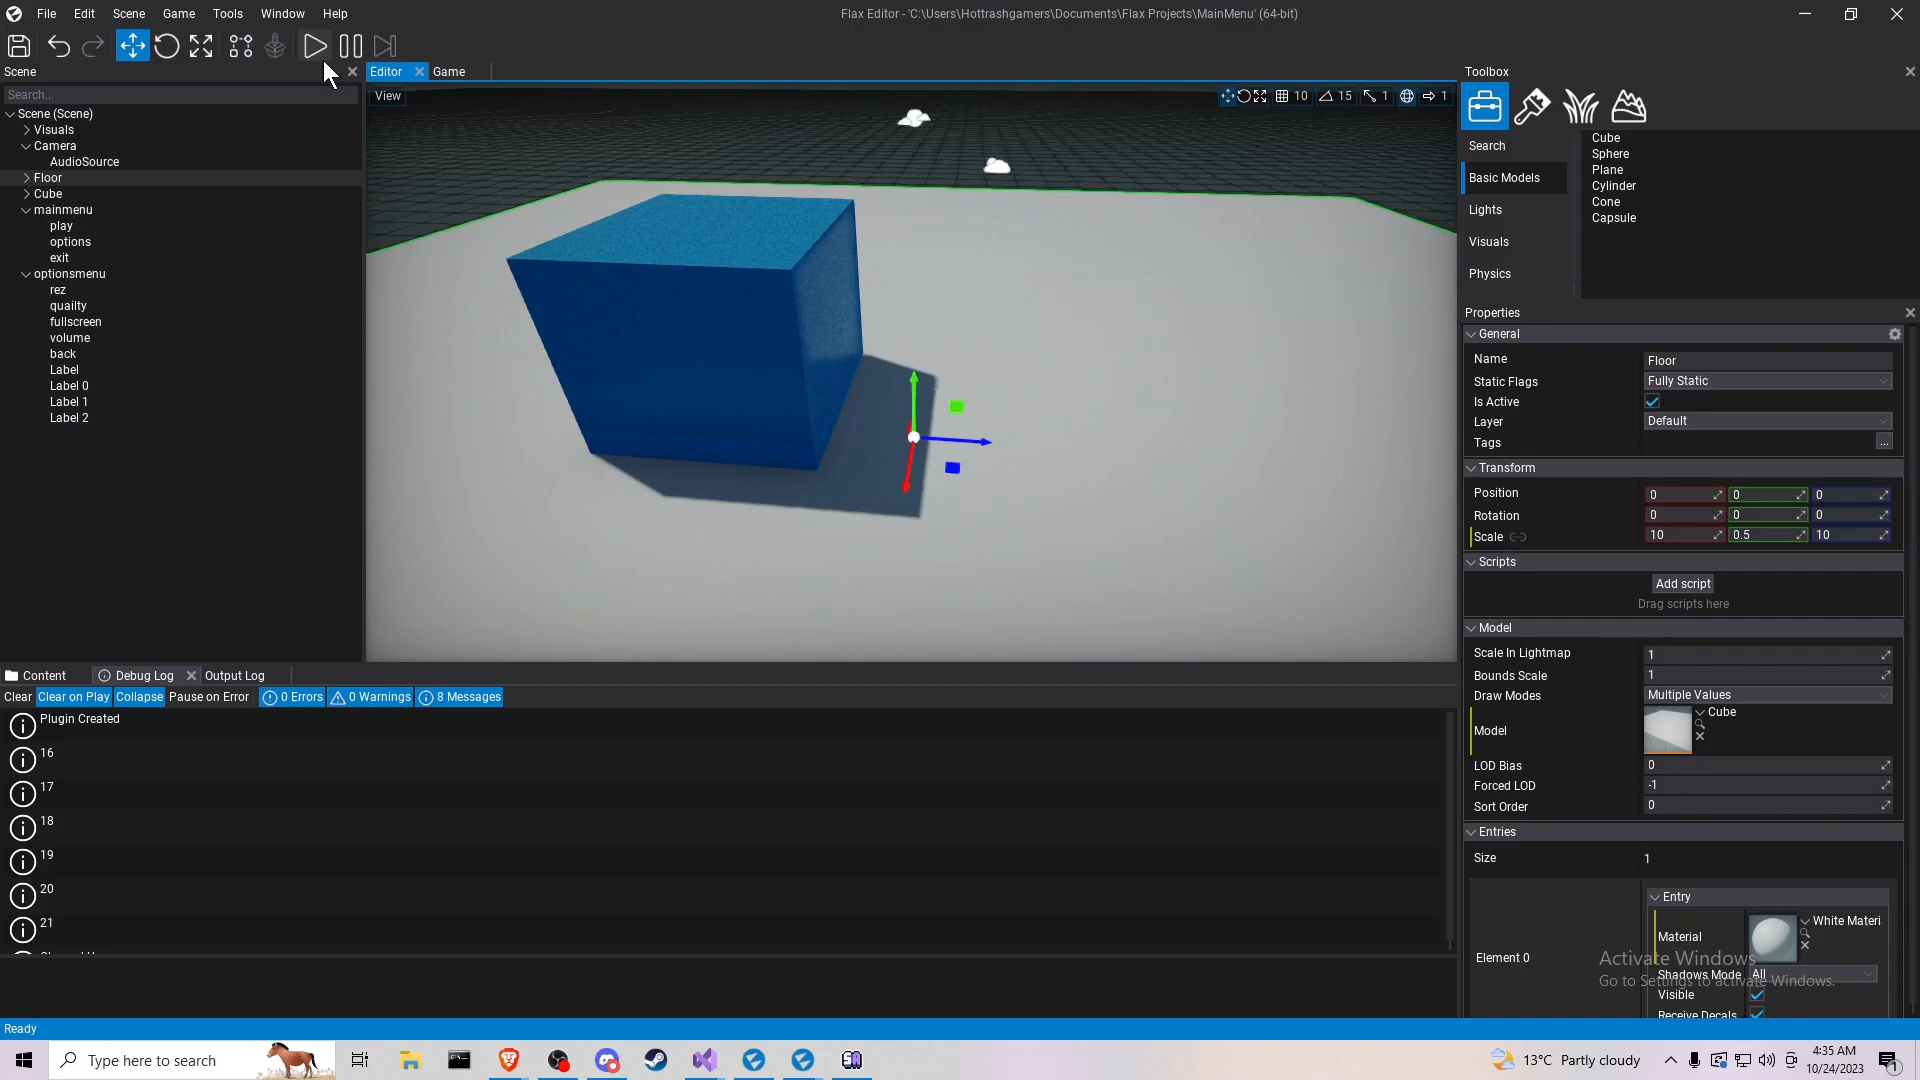 File Edit Scene Game Tools Window Help
Flax Editor - 'C:\Users\Hottrashgamers\Documents\Flax Projects\MainMenu' (64-bit)
Scene
Search...
Scene (Scene)
Visuals
Camera
AudioSource
Floor
Cube
mainmenu
play
options
exit
optionsmenu
rez
quailty
fullscreen
volume
back
Label
Label 0
Label 1
Label 2
Editor Game
View
10 15 1 1
Toolbox
Search
Basic Models
Lights
Visuals
Physics
Cube
Sphere
Plane
Cylinder
Cone
Capsule
Properties
General
Name Floor
Static Flags Fully Static
Is Active
Layer Default
Tags ...
Transform
Position 0 0 0
Rotation 0 0 0
Scale 10 0.5 10
Scripts
Add script
Drag scripts here
Model
Scale In Lightmap 1
Bounds Scale 1
Draw Modes Multiple Values
Model Cube
LOD Bias 0
Forced LOD -1
Sort Order 0
Entries
Size 1
Element 0
Entry
Material White Materi
Shadows Mode All
Visible
Receive Decals
Activate Windows
Go to Settings to activate Windows.
Content Debug Log Output Log
Clear Clear on Play Collapse Pause on Error 0 Errors 0 Warnings 8 Messages
Plugin Created
16
17
18
19
20
21
Ready
Type here to search
13°C Partly cloudy
4:35 AM
10/24/2023
1